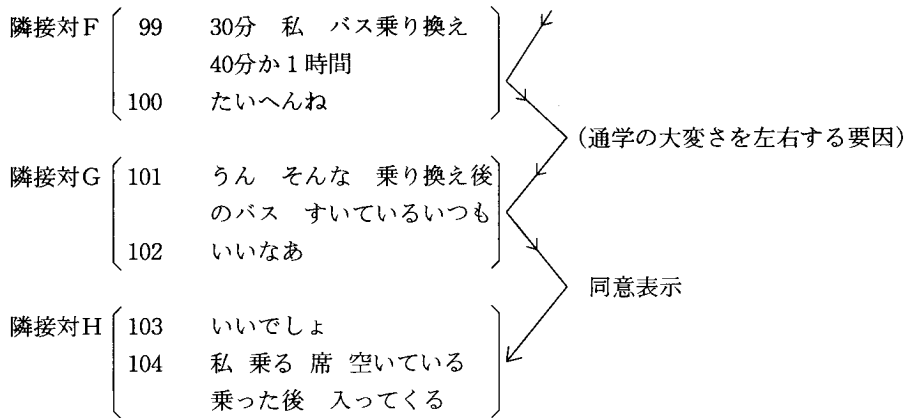 隣接対F 99 30分 私 バス乗り換え
40分か1時間
100 たいへんね
(通学の大変さを左右する要因)
隣接対G 101 うん そんな 乗り換え後
のバス すいているいつも
102 いいなあ
同意表示
隣接対H 103 いいでしょ
104 私 乗る 席 空いている
乗った後 入ってくる